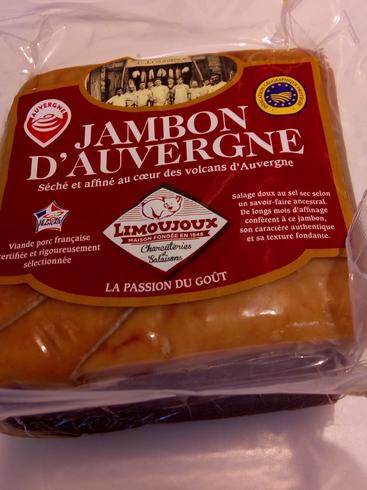 AUVERGNE
JAMBON
D'AUVERGNE
Séché et affiné au cœur des volcans d'Auvergne
Viande porc française
certifiée et rigoureusement
sélectionnée
LIMOUJOUX
MAISON FONDÉE EN
Charcuteries
et
Salaisons
salage doux au sel sec selon
un savoir-faire ancestral.
De longs mois d'affinage
confèrent à ce jambon,
son caractère authentique
et sa texture fondante.
LA PASSION DU GOÛT